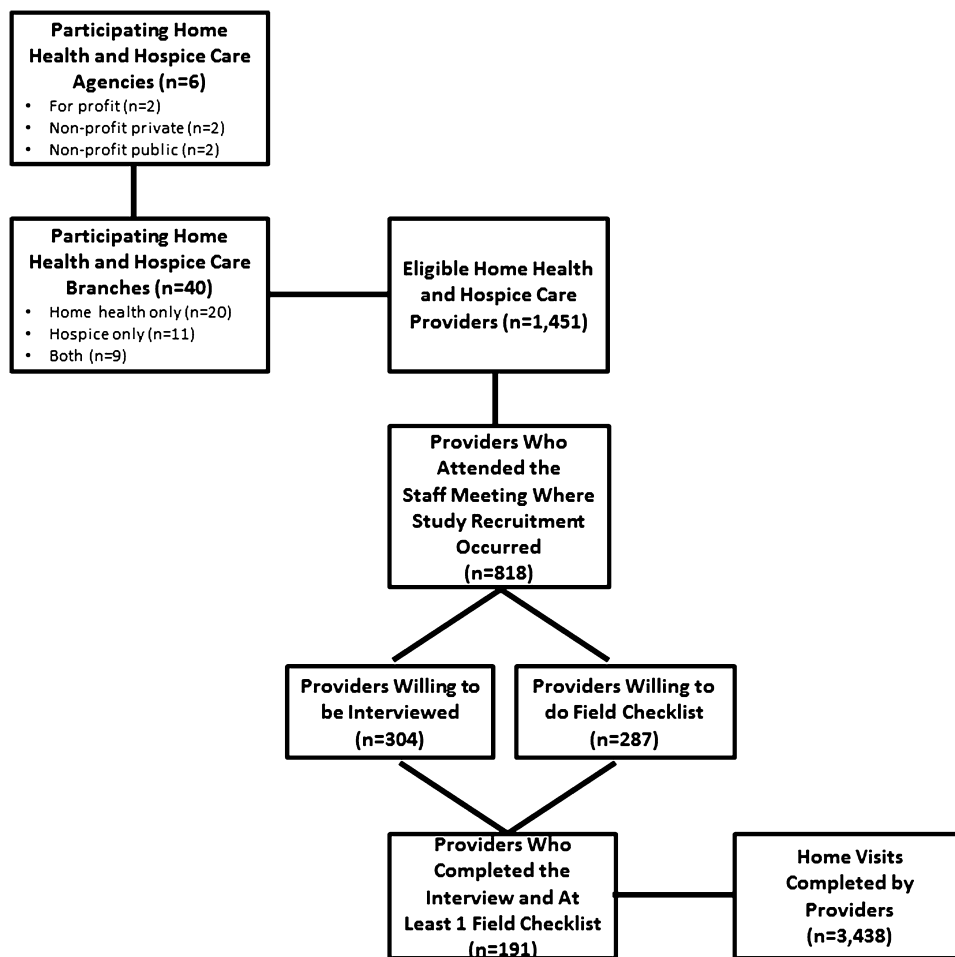 Participating Home
Health and Hospice Care
Agencies (n=6)
• For profit (n=2)
• Non-profit private (n=2)
• Non-profit public (n=2)
Participating Home
Health and Hospice Care
Branches (n=40)
• Home health only (n=20)
• Hospice only (n=11)
• Both (n=9)
Eligible Home Health
and Hospice Care
Providers (n=1,451)
Providers Who
Attended the
Staff Meeting Where
Study Recruitment
Occurred
(n=818)
Providers Willing to
be Interviewed
(n=304)
Providers Willing to
do Field Checklist
(n=287)
Providers Who
Completed the
Interview and At
Least 1 Field Checklist
(n=191)
Home Visits
Completed by
Providers
(n=3,438)